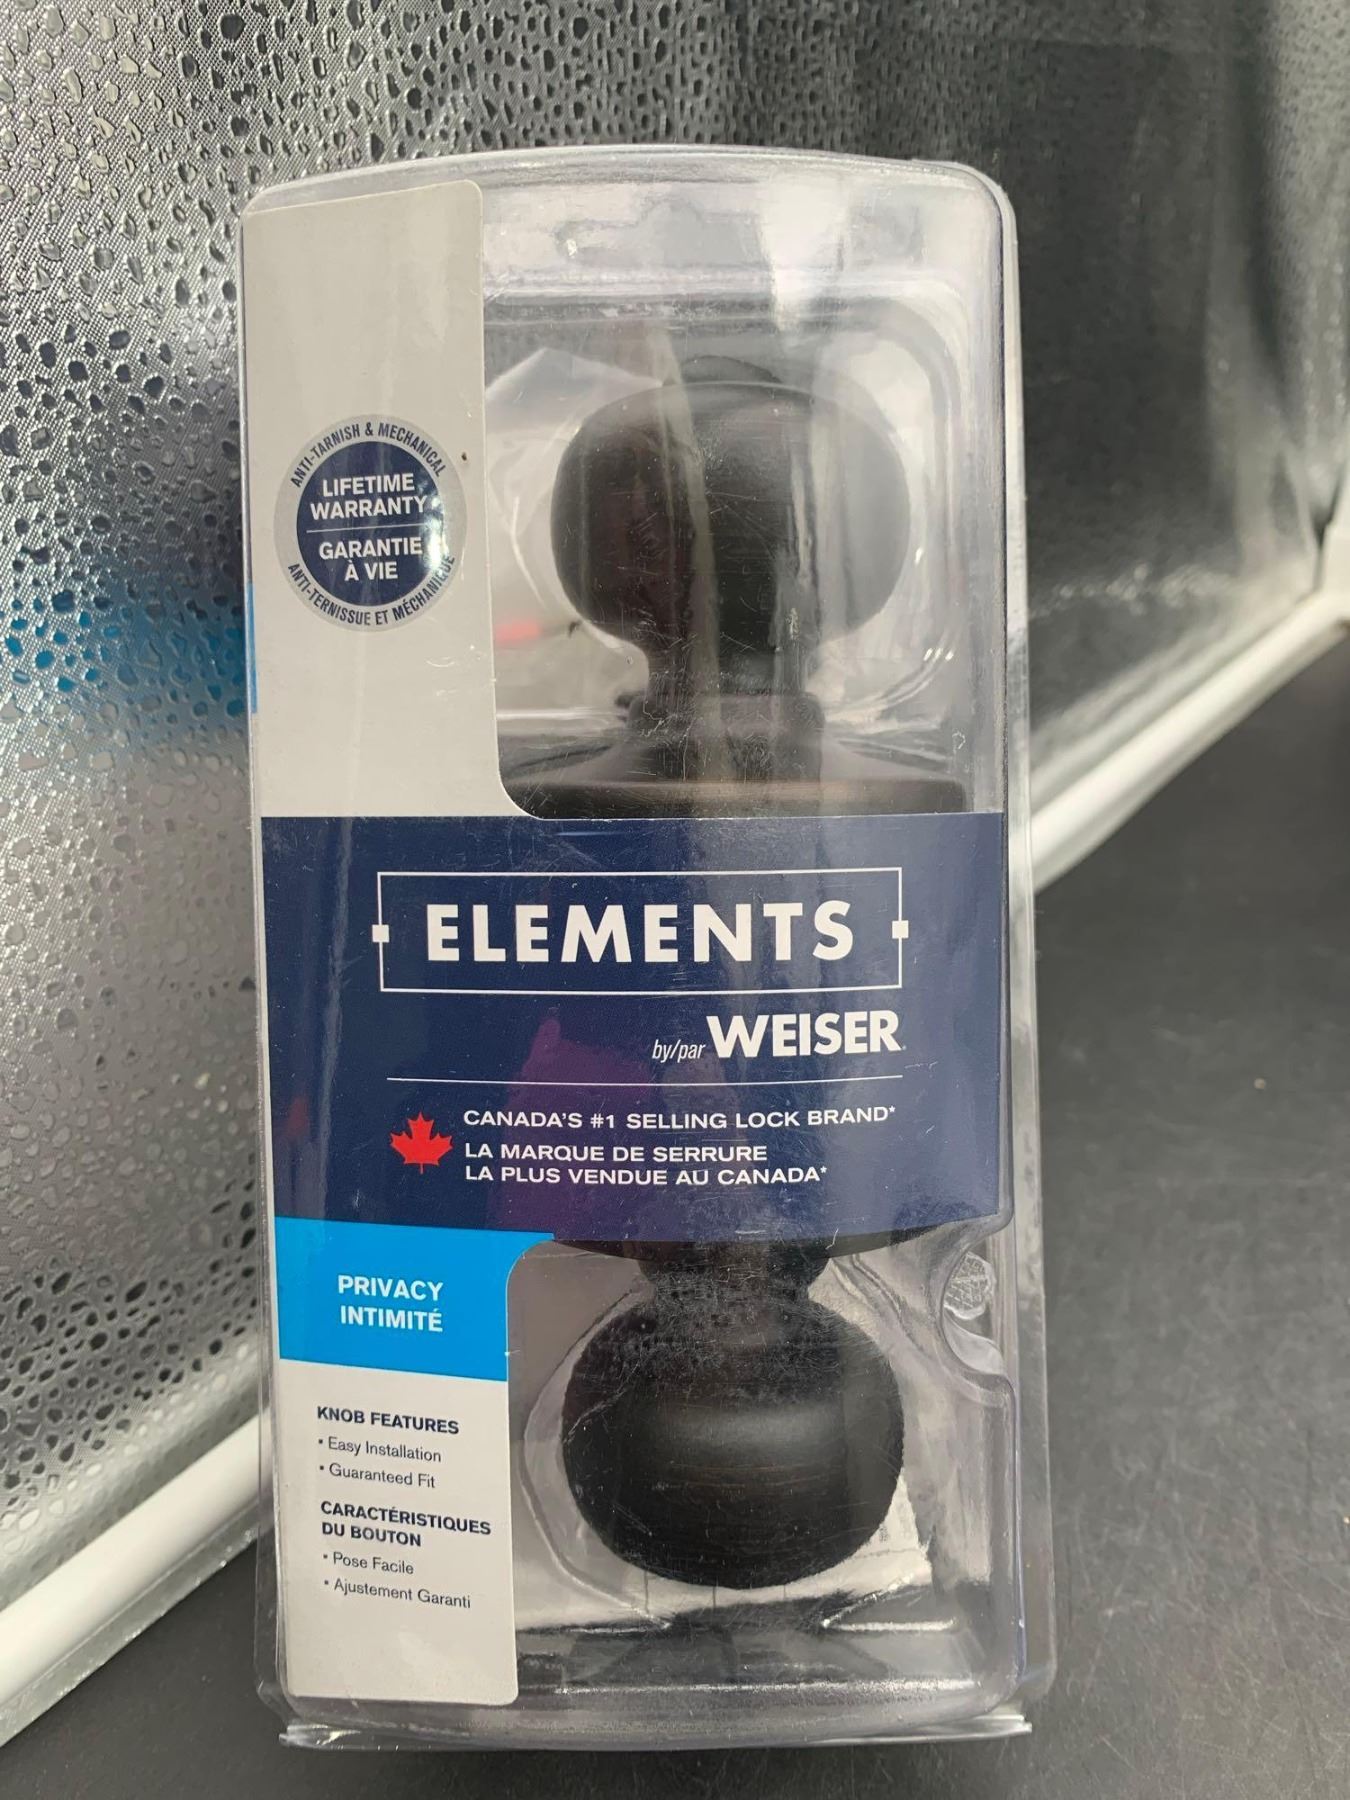 ANTI-TARNISH & MECHANICAL
LIFETIME
WARRANTY
GARANTIE
À VIE
ANTI-TERNISSUE ET MÉCHANIQUE
ELEMENTS
by/par WEISER
CANADA'S #1 SELLING LOCK BRAND*
LA MARQUE DE SERRURE
LA PLUS VENDUE AU CANADA*
PRIVACY
INTIMITÉ
KNOB FEATURES
• Easy Installation
• Guaranteed Fit
CARACTÉRISTIQUES
DU BOUTON
• Pose Facile
• Ajustement Garanti